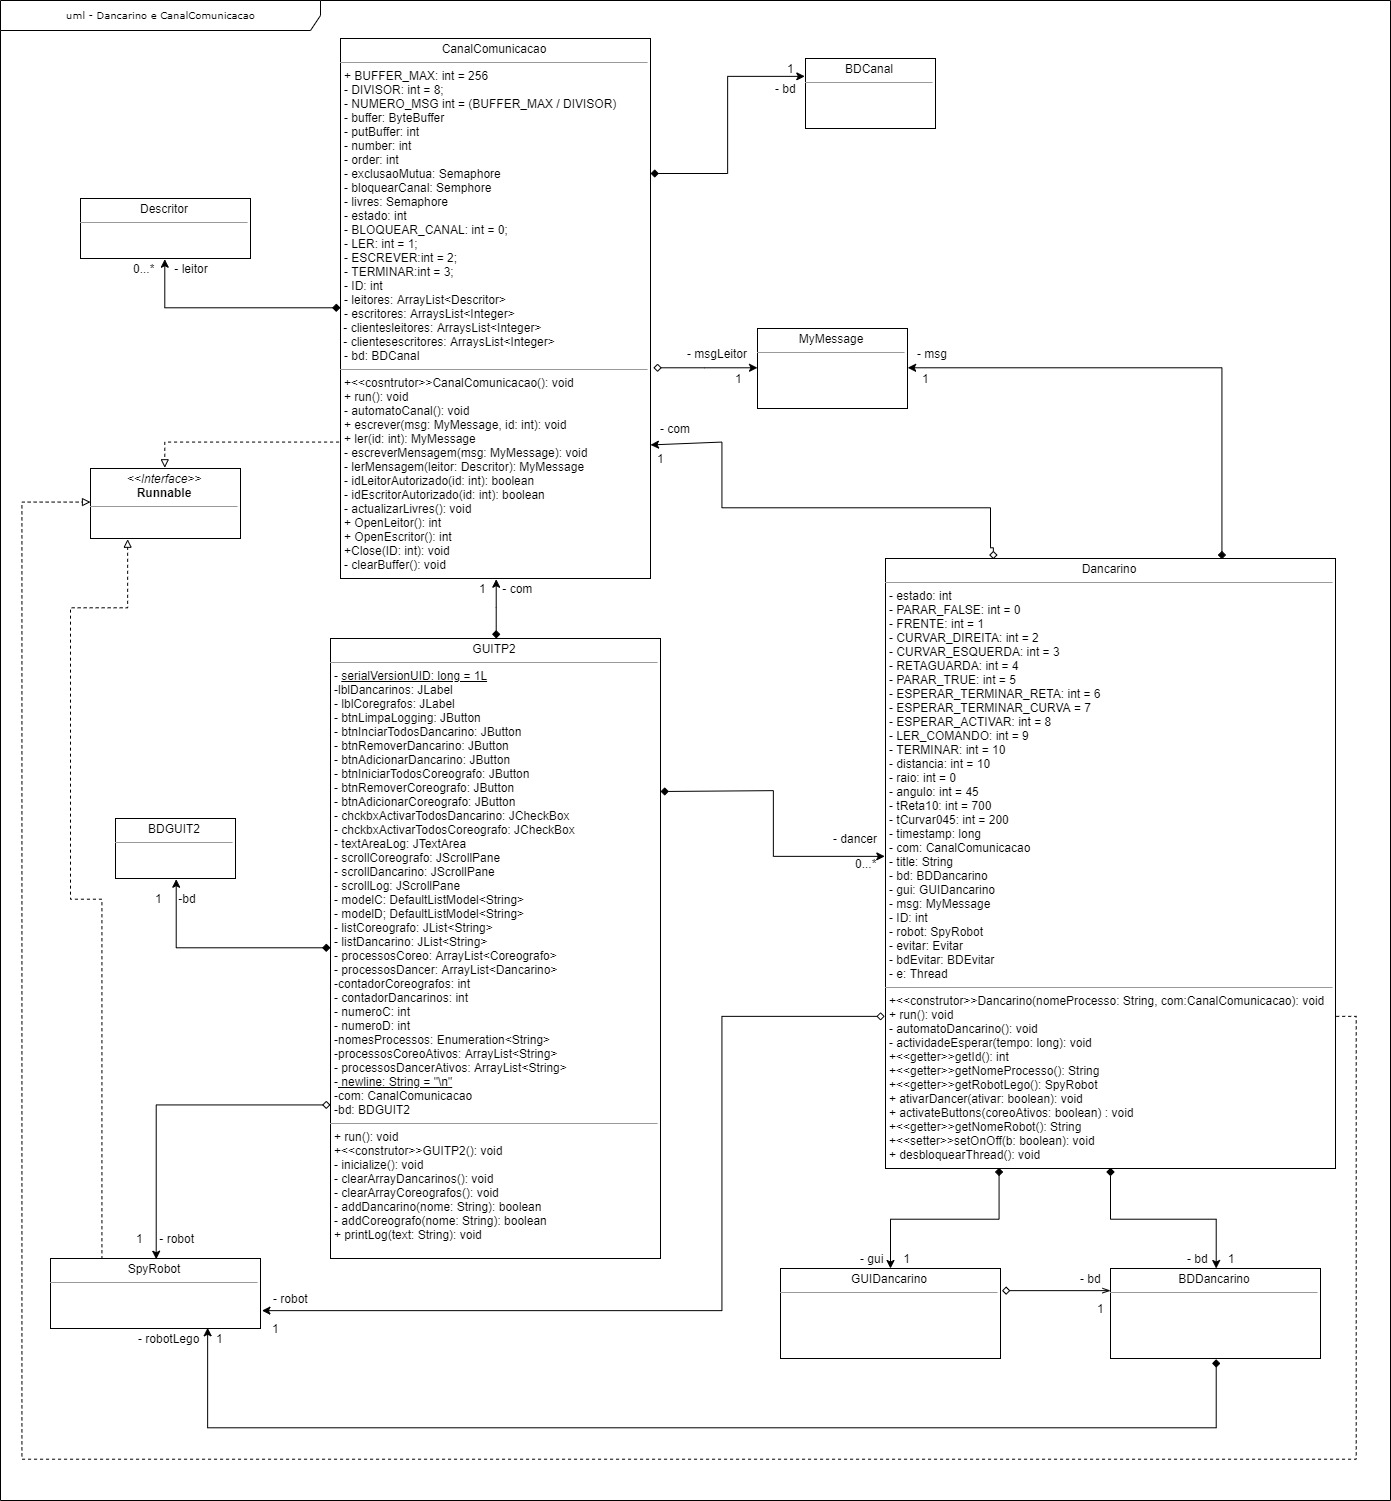 uml - Dancarino e CanalComunicacao
CanalComunicacao
+ BUFFER_MAX: int = 256
- DIVISOR: int = 8;
- NUMERO_MSG int = (BUFFER_MAX / DIVISOR)
- buffer: ByteBuffer
- putBuffer: int
- number: int
- order: int
- exclusaoMutua: Semaphore
- bloquearCanal: Semphore
- livres: Semaphore
- estado: int
- BLOQUEAR_CANAL: int = 0;
- LER: int = 1;
- ESCREVER:int = 2;
- TERMINAR:int = 3;
- ID: int
- leitores: ArrayList<Descritor>
- escritores: ArraysList<Integer>
- clientesleitores: ArraysList<Integer>
- clientesescritores: ArraysList<Integer>
- bd: BDCanal
+<<cosntrutor>>CanalComunicacao(): void
+ run(): void
- automatoCanal(): void
+ escrever(msg: MyMessage, id: int): void
+ ler(id: int): MyMessage
- escreverMensagem(msg: MyMessage): void
- lerMensagem(leitor: Descritor): MyMessage
- idLeitorAutorizado(id: int): boolean
- idEscritorAutorizado(id: int): boolean
- actualizarLivres(): void
+ OpenLeitor(): int
+ OpenEscritor(): int
+Close(ID: int): void
- clearBuffer(): void
1
- bd
BDCanal
Descritor
0...*
- leitor
- msgLeitor
1
MyMessage
- msg
1
- com
1
<<Interface>>
Runnable
1
- com
GUITP2
- serialVersionUID: long = 1L
-lblDancarinos: JLabel
- lblCoregrafos: JLabel
- btnLimpaLogging: JButton
- btnInciarTodosDancarino: JButton
- btnRemoverDancarino: JButton
- btnAdicionarDancarino: JButton
- btnIniciarTodosCoreografo: JButton
- btnRemoverCoreografo: JButton
- btnAdicionarCoreografo: JButton
- chckbxActivarTodosDancarino: JCheckBox
- chckbxActivarTodosCoreografo: JCheckBox
- textAreaLog: JTextArea
- scrollCoreografo: JScrollPane
- scrollDancarino: JScrollPane
- scrollLog: JScrollPane
- modelC: DefaultListModel<String>
- modelD; DefaultListModel<String>
- listCoreografo: JList<String>
- listDancarino: JList<String>
- processosCoreo: ArrayList<Coreografo>
- processosDancer: ArrayList<Dancarino>
-contadorCoreografos: int
- contadorDancarinos: int
- numeroC: int
- numeroD: int
-nomesProcessos: Enumeration<String>
-processosCoreoAtivos: ArrayList<String>
- processosDancerAtivos: ArrayList<String>
- newline: String = "\n"
-com: CanalComunicacao
-bd: BDGUIT2
+ run(): void
+<<construtor>>GUITP2(): void
- inicialize(): void
- clearArrayDancarinos(): void
- clearArrayCoreografos(): void
- addDancarino(nome: String): boolean
- addCoreografo(nome: String): boolean
+ printLog(text: String): void
BDGUIT2
1
-bd
- dancer
0...*
Dancarino
- estado: int
- PARAR_FALSE: int = 0
- FRENTE: int = 1
- CURVAR_DIREITA: int = 2
- CURVAR_ESQUERDA: int = 3
- RETAGUARDA: int = 4
- PARAR_TRUE: int = 5
- ESPERAR_TERMINAR_RETA: int = 6
- ESPERAR_TERMINAR_CURVA = 7
- ESPERAR_ACTIVAR: int = 8
- LER_COMANDO: int = 9
- TERMINAR: int = 10
- distancia: int = 10
- raio: int = 0
- angulo: int = 45
- tReta10: int = 700
- tCurvar045: int = 200
- timestamp: long
- com: CanalComunicacao
- title: String
- bd: BDDancarino
- gui: GUIDancarino
- msg: MyMessage
- ID: int
- robot: SpyRobot
- evitar: Evitar
- bdEvitar: BDEvitar
- e: Thread
+<<construtor>>Dancarino(nomeProcesso: String, com:CanalComunicacao): void
+ run(): void
- automatoDancarino(): void
- actividadeEsperar(tempo: long): void
+<<getter>>getId(): int
+<<getter>>getNomeProcesso(): String
+<<getter>>getRobotLego(): SpyRobot
+ ativarDancer(ativar: boolean): void
+ activateButtons(coreoAtivos: boolean) : void
+<<getter>>getNomeRobot(): String
+<<setter>>setOnOff(b: boolean): void
+ desbloquearThread(): void
1
- robot
SpyRobot
- robot
1
- robotLego
1
- gui
1
GUIDancarino
- bd
1
- bd
1
BDDancarino